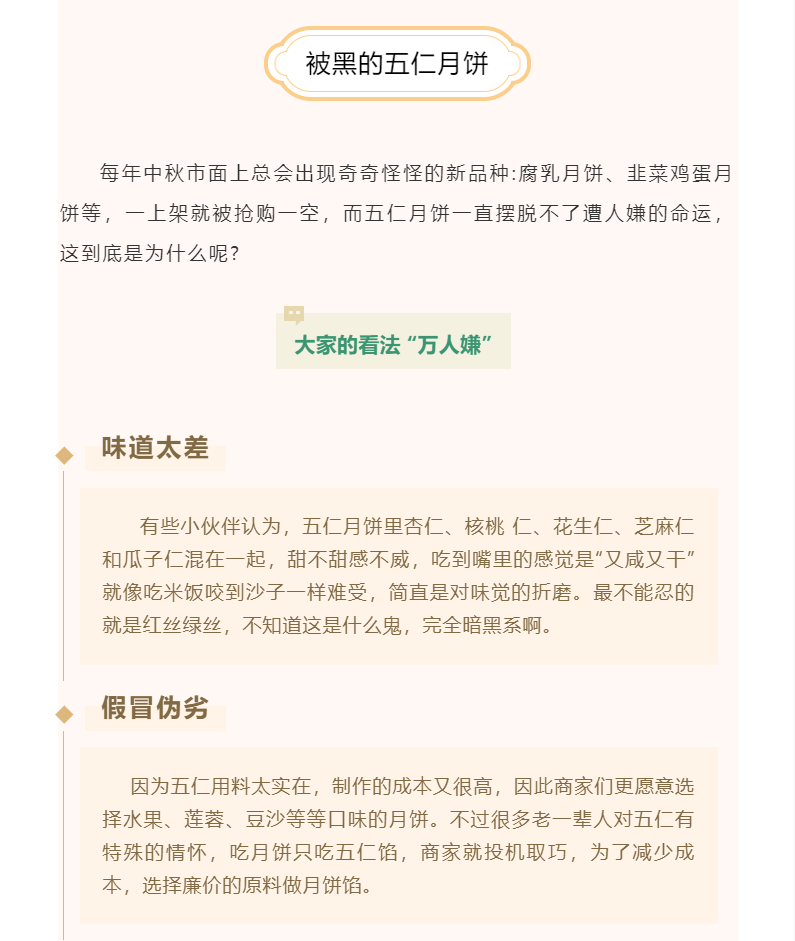 被黑的五仁月饼
每年中秋市面上总会出现奇奇怪怪的新品种:腐乳月饼、韭菜鸡蛋月
饼等，一上架就被抢购一空，而五仁月饼一直摆脱不了遭人嫌的命运，
这到底是为什么呢?
大家的看法 “万人嫌”
味道太差
有些小伙伴认为，五仁月饼里杏仁、核桃 仁、花生仁、芝麻仁
和瓜子仁混在一起，甜不甜感不威，吃到嘴里的感觉是“又咸又干”
就像吃米饭咬到沙子一样难受，简直是对味觉的折磨。最不能忍的
就是红丝绿丝，不知道这是什么鬼，完全暗黑系啊。
假冒伪劣
因为五仁用料太实在，制作的成本又很高，因此商家们更愿意选
择水果、莲蓉、豆沙等等口味的月饼。不过很多老一辈人对五仁有
特殊的情怀，吃月饼只吃五仁馅，商家就投机取巧，为了减少成
本，选择廉价的原料做月饼馅。